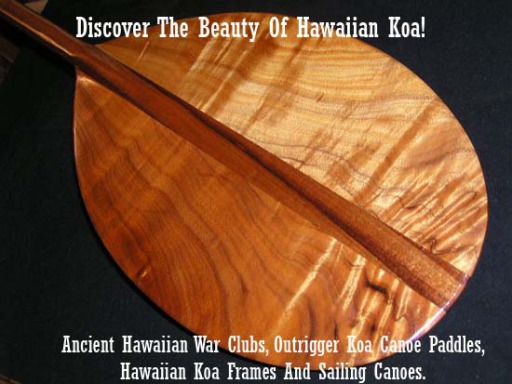 Discover The Beauty Of Hawaiian Koa!
Ancient Hawaiian War Clubs, Outrigger Koa Canoe Paddles,
Hawaiian Koa Frames And Sailing Canoes.